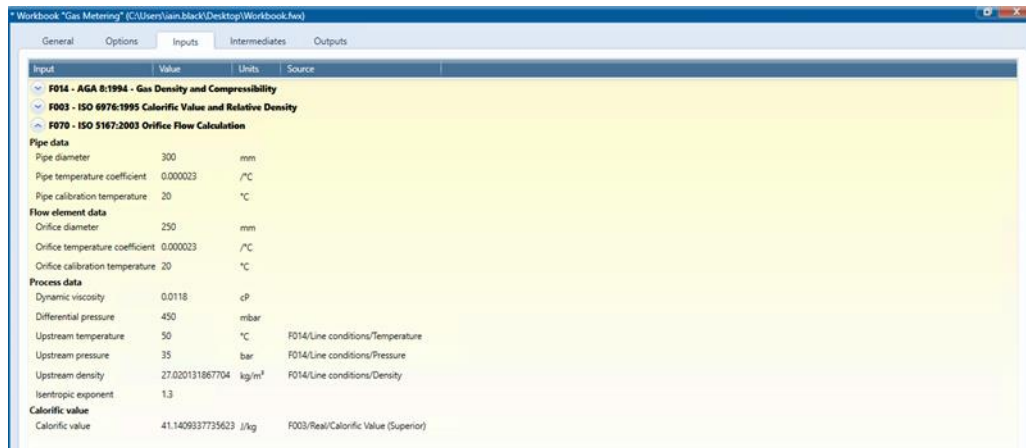 * Workbook "Gas Metering" (C:\Users\iain.black\Desktop\Workbook.fwx)
General Options Inputs Intermediates Outputs
Input Value Units Source
F014 - AGA 8:1994 - Gas Density and Compressibility
F003 - ISO 6976:1995 Calorific Value and Relative Density
F070 - ISO 5167:2003 Orifice Flow Calculation
Pipe data
Pipe diameter 300 mm
Pipe temperature coefficient 0.000023 /°C
Pipe calibration temperature 20 °C
Flow element data
Orifice diameter 250 mm
Orifice temperature coefficient 0.000023 /°C
Orifice calibration temperature 20 °C
Process data
Dynamic viscosity 0.0118 cP
Differential pressure 450 mbar
Upstream temperature 50 °C F014/Line conditions/Temperature
Upstream pressure 35 bar F014/Line conditions/Pressure
Upstream density 27.020131867704 kg/m³ F014/Line conditions/Density
Isentropic exponent 1.3
Calorific value
Calorific value 41.1409337735623 J/kg F003/Real/Calorific Value (Superior)